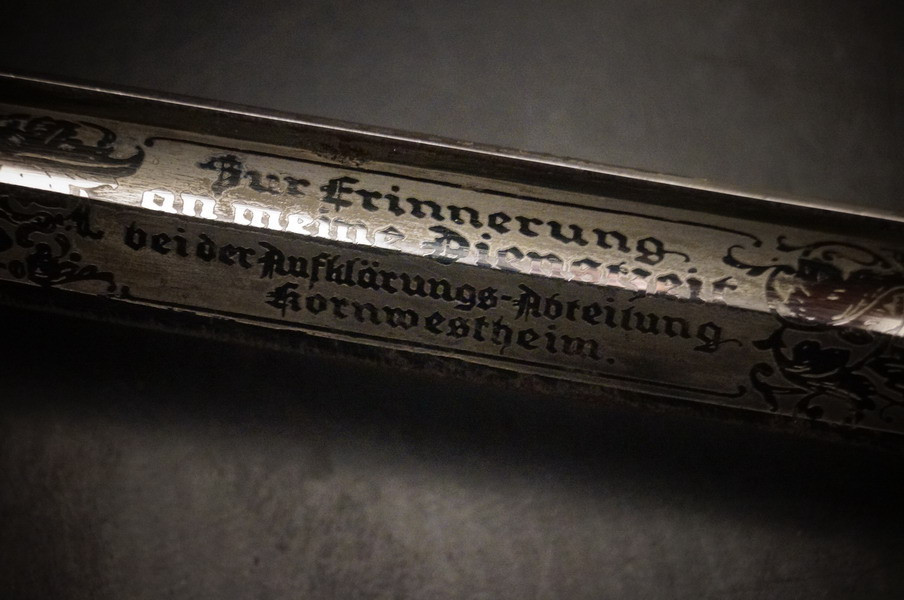 Zur Erinnerung
an meine Dienstzeit
bei der Aufklärungs-Abteilung
Kornwestheim.